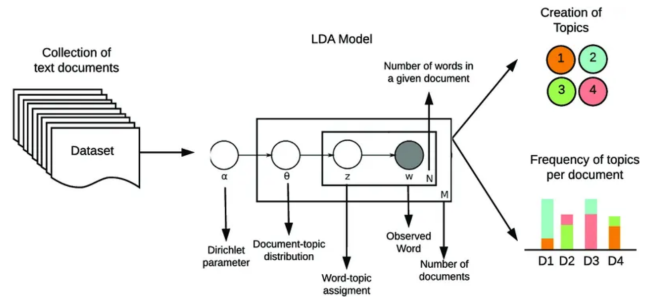 Collection of
text documents
Dataset
LDA Model
Number of words in
a given document
α
θ
z
w
N
M
Dirichlet
parameter
Document-topic
distribution
Word-topic
assigment
Observed
Word
Number of
documents
Creation of
Topics
1
2
3
4
Frequency of topics
per document
D1 D2 D3 D4